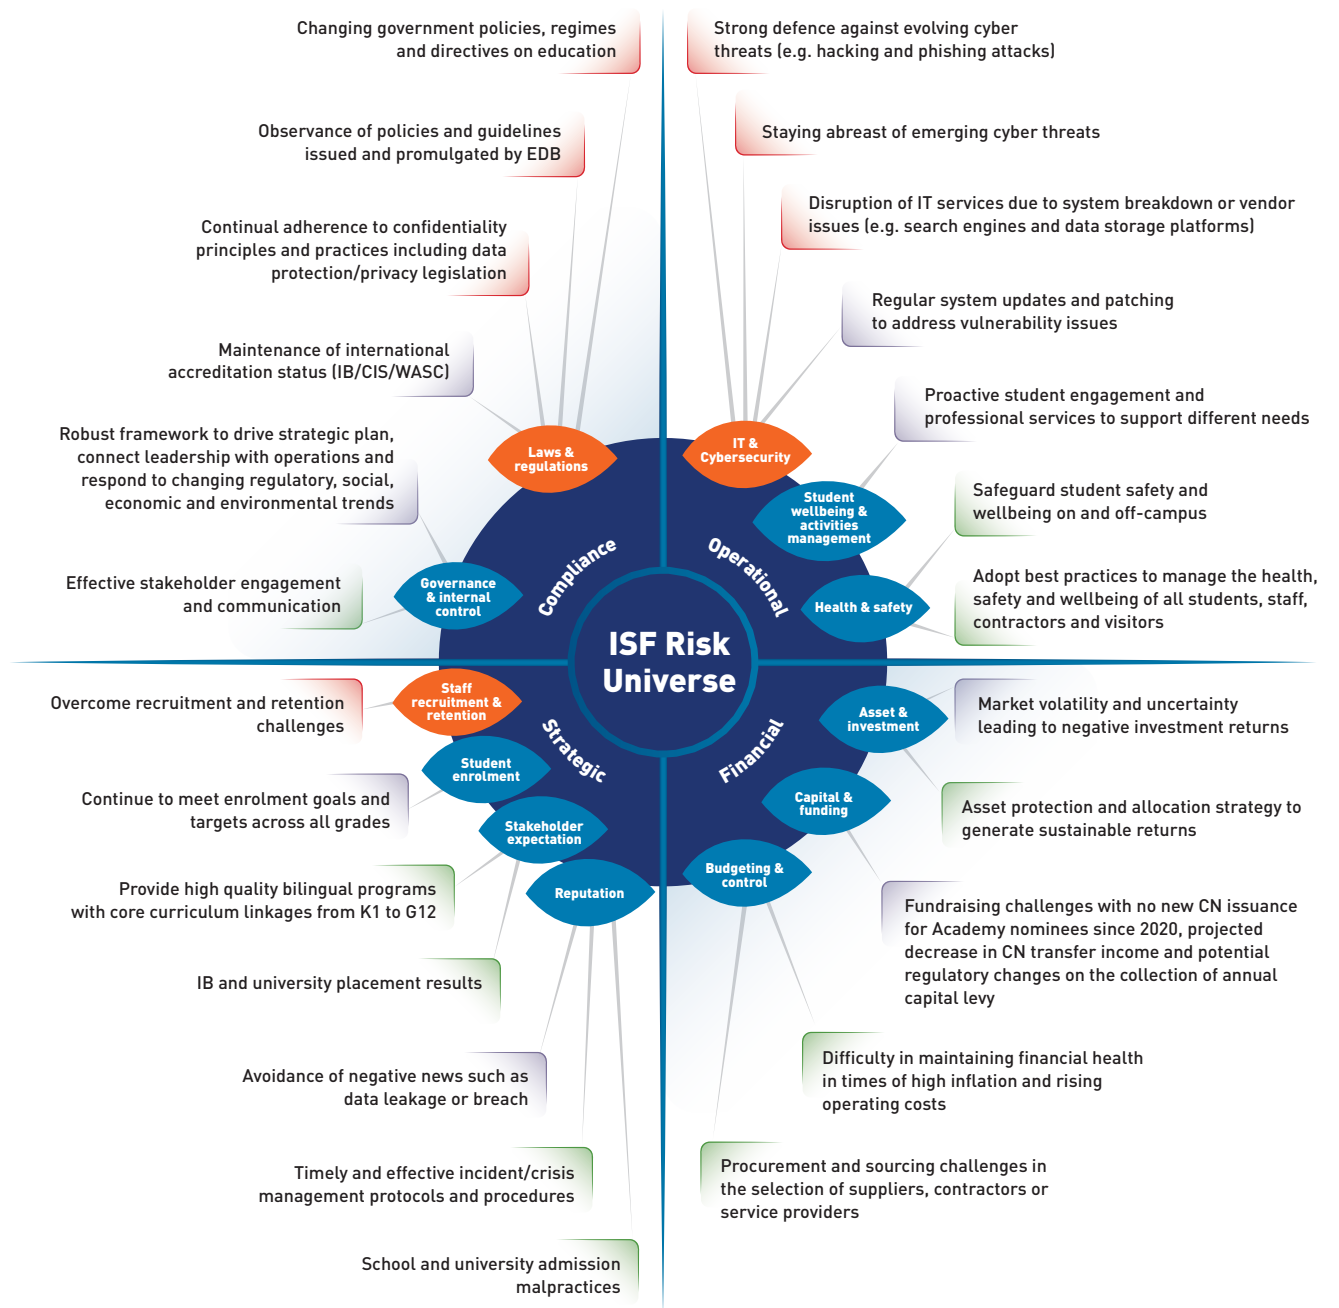 Changing government policies, regimes
and directives on education
Observance of policies and guidelines
issued and promulgated by EDB
Continual adherence to confidentiality
principles and practices including data
protection/privacy legislation
Maintenance of international
accreditation status (IB/CIS/WASC)
Robust framework to drive strategic plan,
connect leadership with operations and
respond to changing regulatory, social,
economic and environmental trends
Effective stakeholder engagement
and communication
Laws &
regulations
Governance
& internal
control
Compliance
Strong defence against evolving cyber
threats (e.g. hacking and phishing attacks)
Staying abreast of emerging cyber threats
Disruption of IT services due to system breakdown or vendor
issues (e.g. search engines and data storage platforms)
Regular system updates and patching
to address vulnerability issues
Proactive student engagement and
professional services to support different needs
Safeguard student safety and
wellbeing on and off-campus
Adopt best practices to manage the health,
safety and wellbeing of all students, staff,
contractors and visitors
IT &
Cybersecurity
Student
wellbeing &
activities
management
Health & safety
Operational
ISF Risk
Universe
Overcome recruitment and retention
challenges
Continue to meet enrolment goals and
targets across all grades
Provide high quality bilingual programs
with core curriculum linkages from K1 to G12
IB and university placement results
Avoidance of negative news such as
data leakage or breach
Timely and effective incident/crisis
management protocols and procedures
School and university admission
malpractices
Staff
recruitment &
retention
Student
enrolment
Stakeholder
expectation
Reputation
Strategic
Financial
Asset &
investment
Capital &
funding
Budgeting &
control
Market volatility and uncertainty
leading to negative investment returns
Asset protection and allocation strategy to
generate sustainable returns
Fundraising challenges with no new CN issuance
for Academy nominees since 2020, projected
decrease in CN transfer income and potential
regulatory changes on the collection of annual
capital levy
Difficulty in maintaining financial health
in times of high inflation and rising
operating costs
Procurement and sourcing challenges in
the selection of suppliers, contractors or
service providers